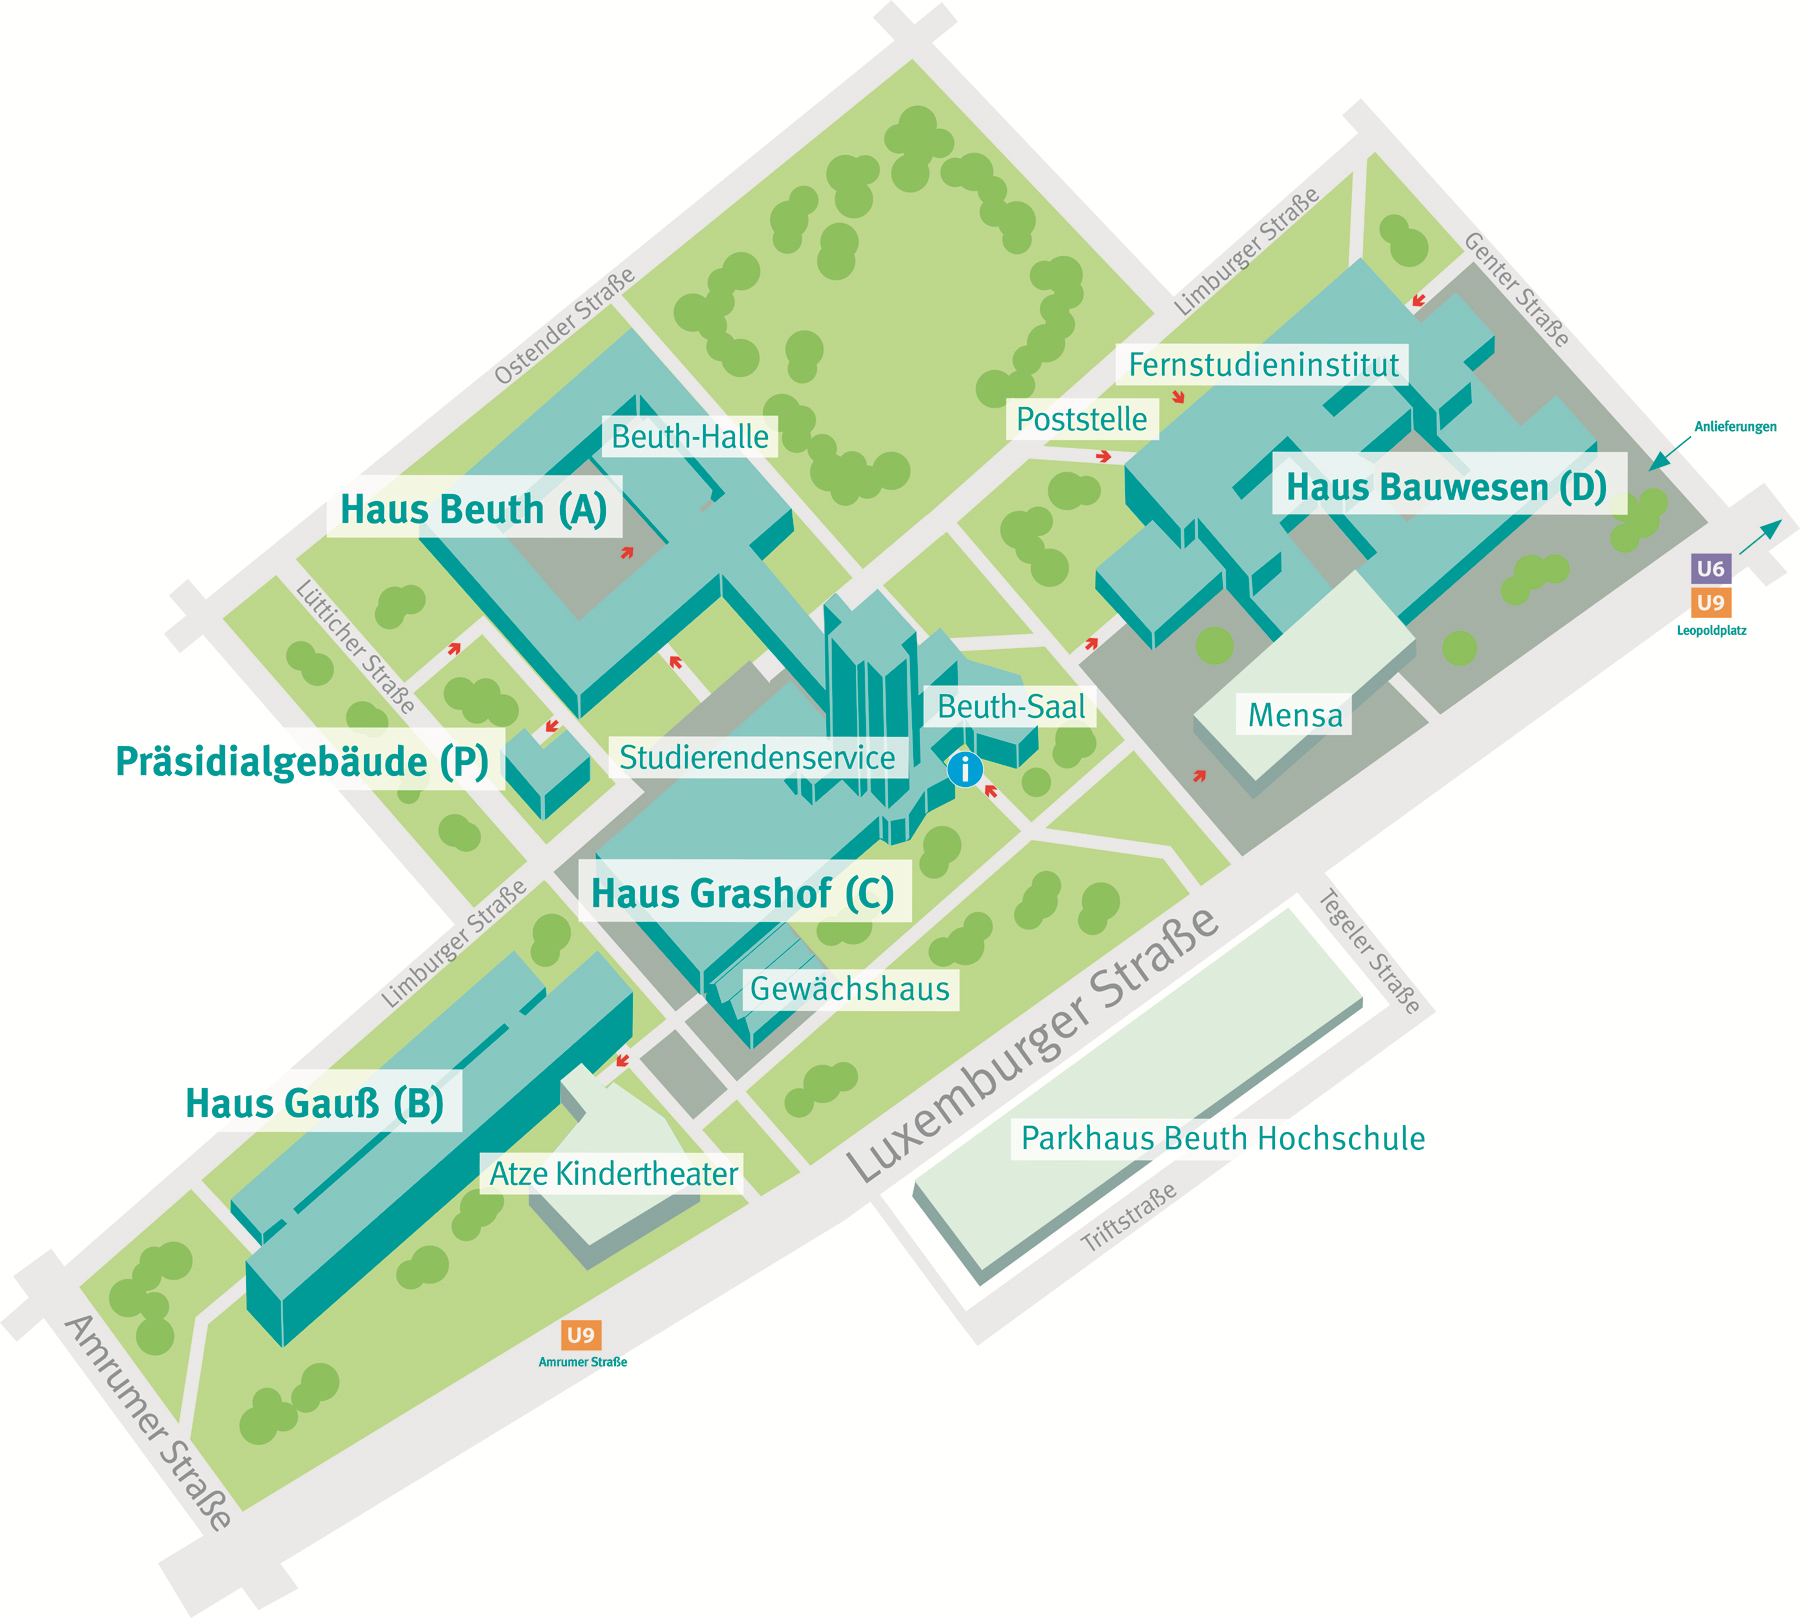 Limburger Straße
Genter Straße
Ostender Straße
Fernstudieninstitut
Poststelle
Anlieferungen
Beuth-Halle
Haus Beuth (A)
Haus Bauwesen (D)
U6
U9
Leopoldplatz
Lütticher Straße
Beuth-Saal
Mensa
Studierendenservice
Präsidialgebäude (P)
i
Haus Grashof (C)
Limburger Straße
Gewächshaus
Tegeler Straße
Luxemburger Straße
Haus Gauß (B)
Parkhaus Beuth Hochschule
Atze Kindertheater
Triftstraße
U9
Amrumer Straße
Amrumer Straße